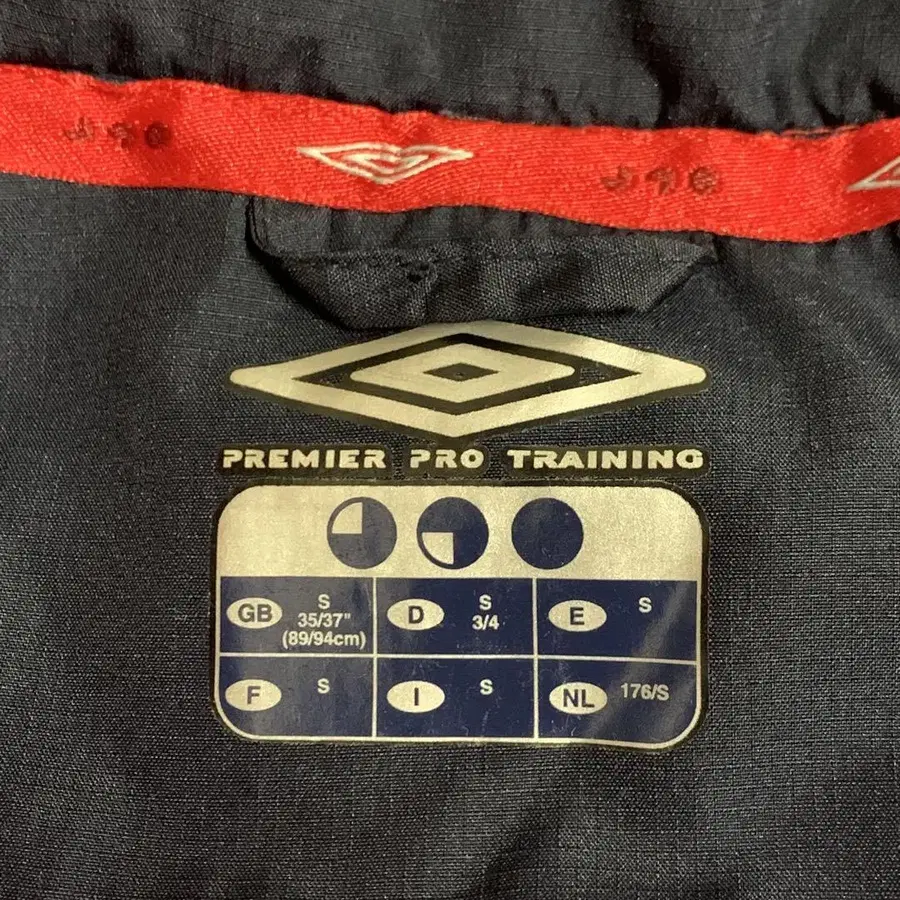 PREMIER PRO TRAINING
GB S 35/37" (89/94cm)
D S 3/4
E S
F S
I S
NL 176/S